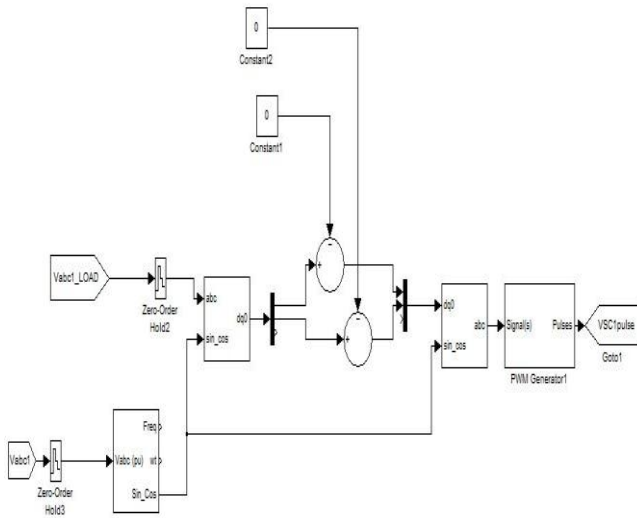 0
Constant2
0
Constant1
Vabc1_LOAD
Zero-Order
Hold2
abc
dq0
sin_cos
dq0
abc
sin_cos
Signal(s)
Pulses
PWM Generator1
VSC1pulse
Goto1
Vabc1
Zero-Order
Hold3
Freq
Vabc (pu)
wt
Sin_Cos